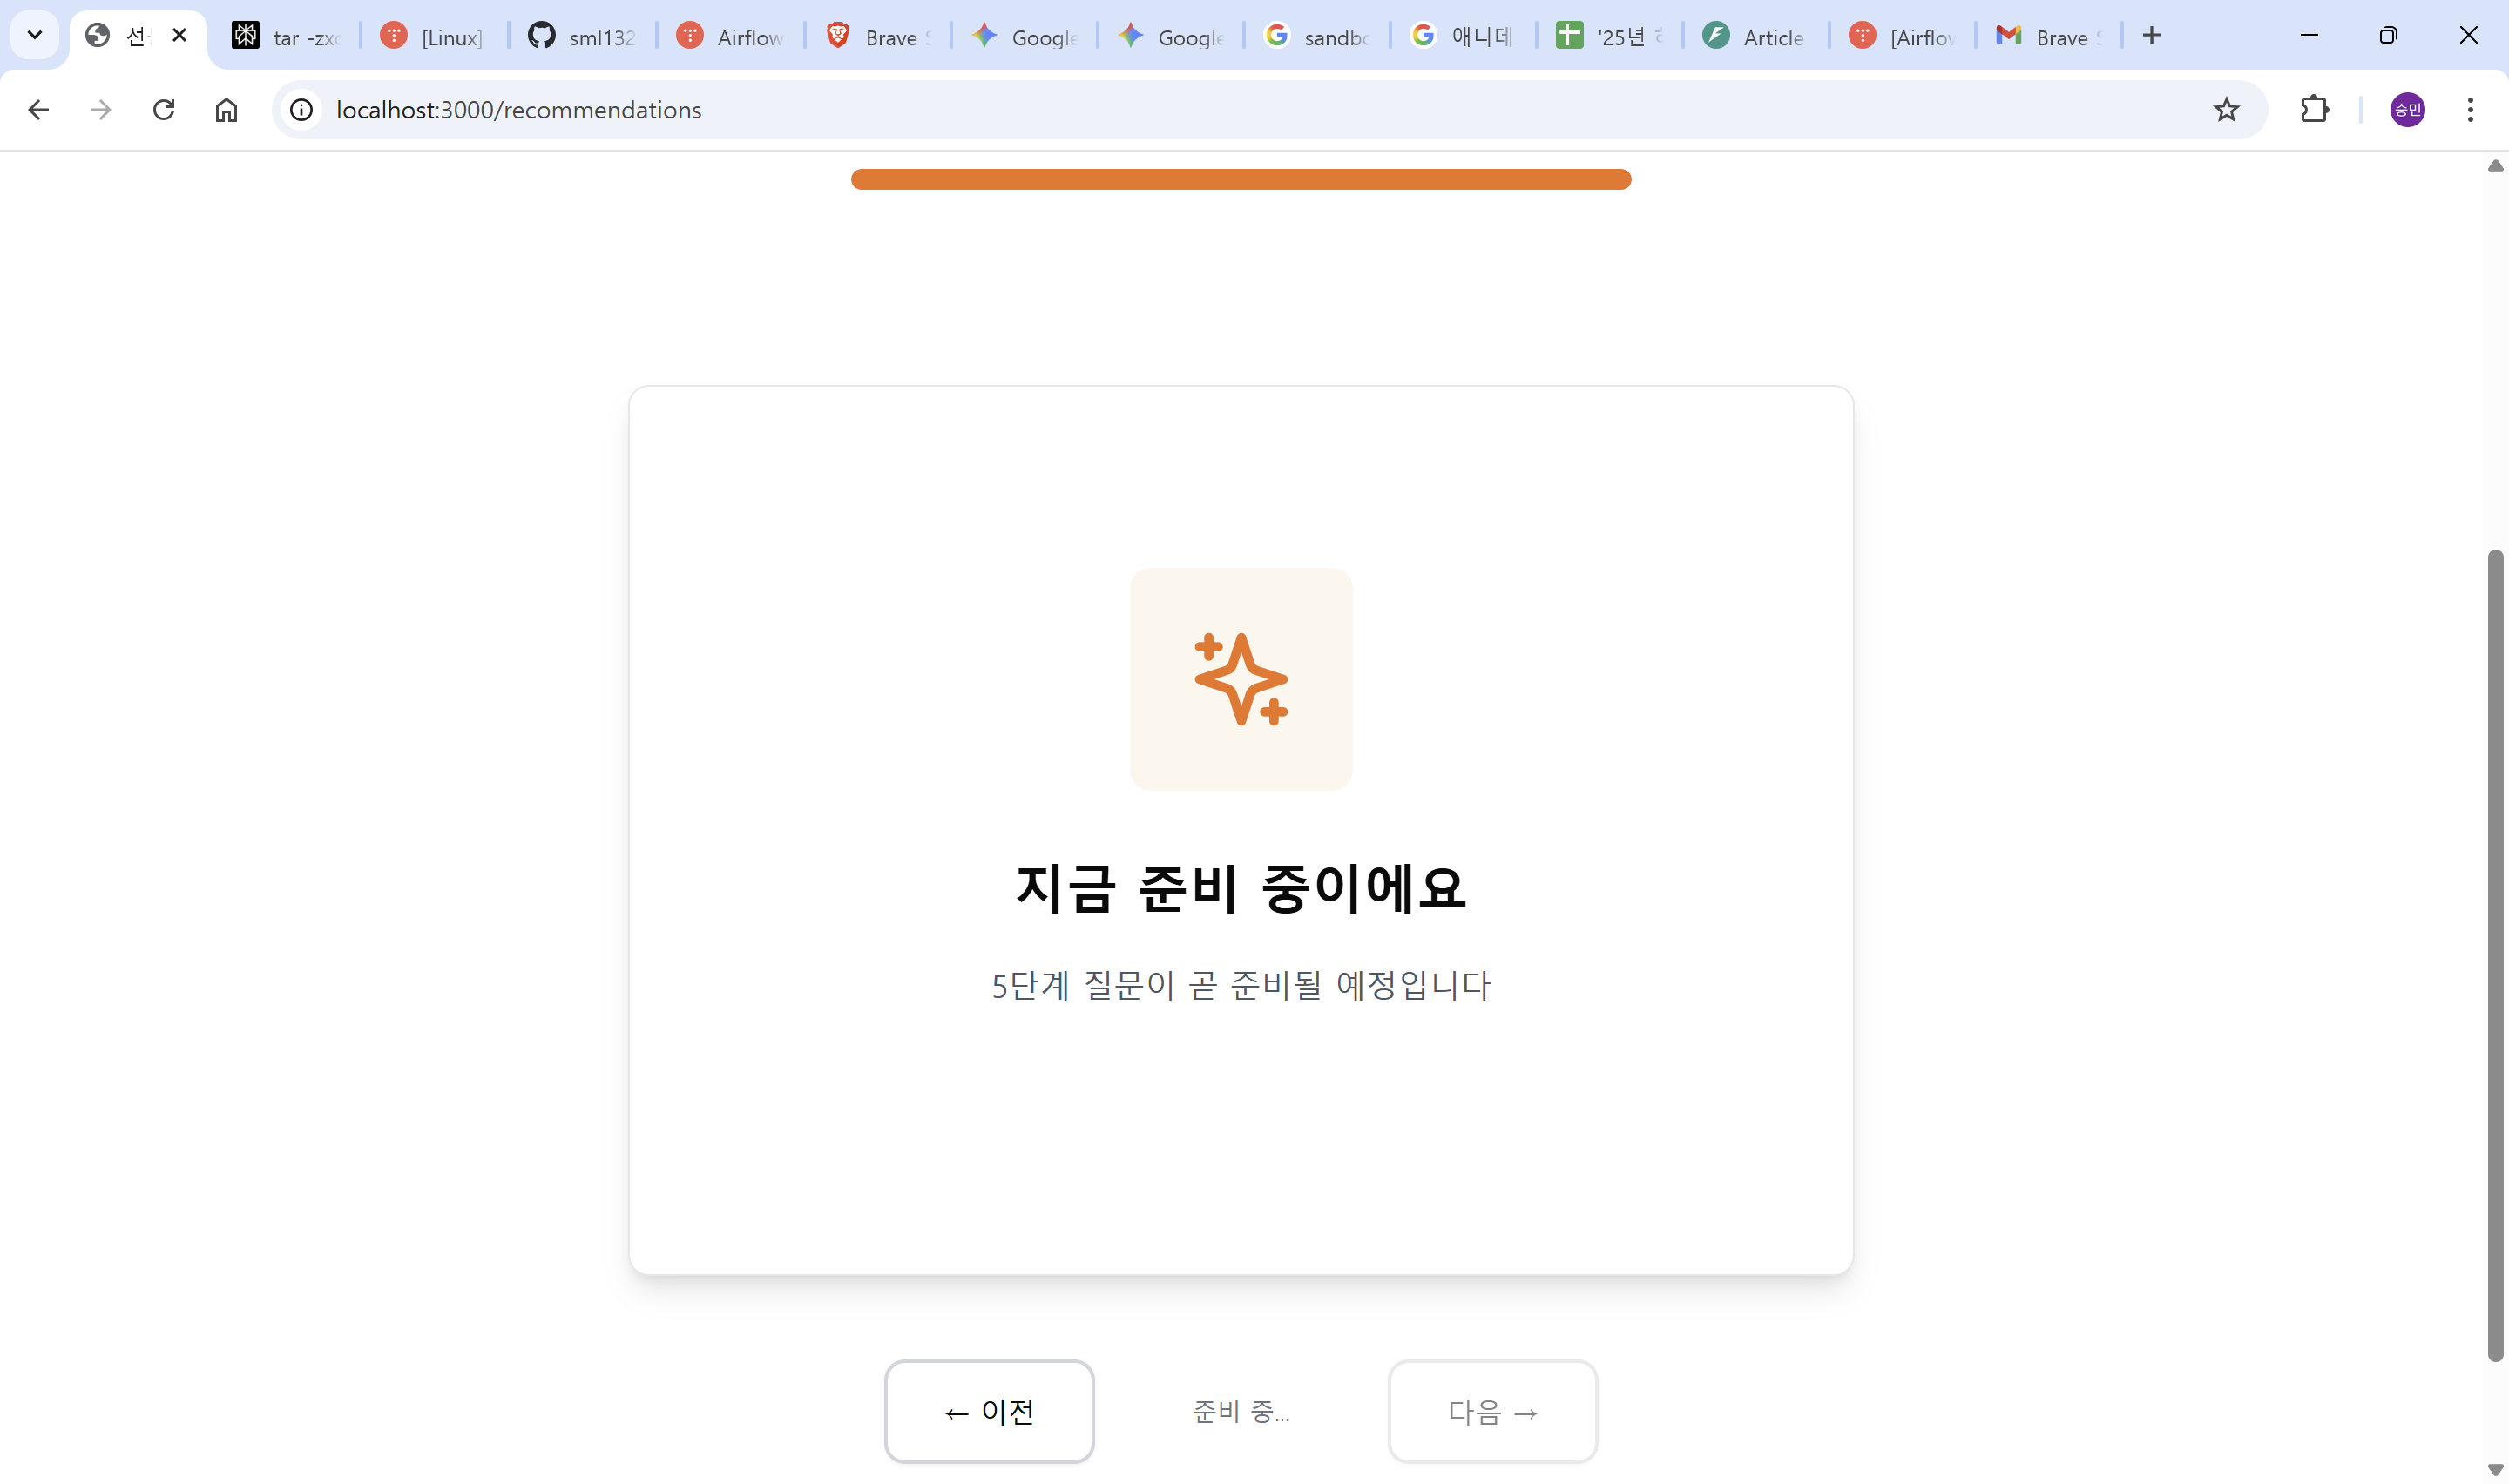 선
tar -zxc
[Linux]
sml132
Airflow
Brave
Google
Google
sandbo
애니데
'25년
Article
[Airflow
Brave
localhost:3000/recommendations
승민
지금 준비 중이에요
5단계 질문이 곧 준비될 예정입니다
← 이전
준비 중...
다음 →